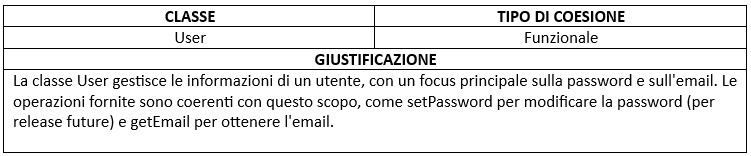 CLASSE TIPO DI COESIONE
User Funzionale
GIUSTIFICAZIONE
La classe User gestisce le informazioni di un utente, con un focus principale sulla password e sull'email. Le
operazioni fornite sono coerenti con questo scopo, come setPassword per modificare la password (per
release future) e getEmail per ottenere l'email.